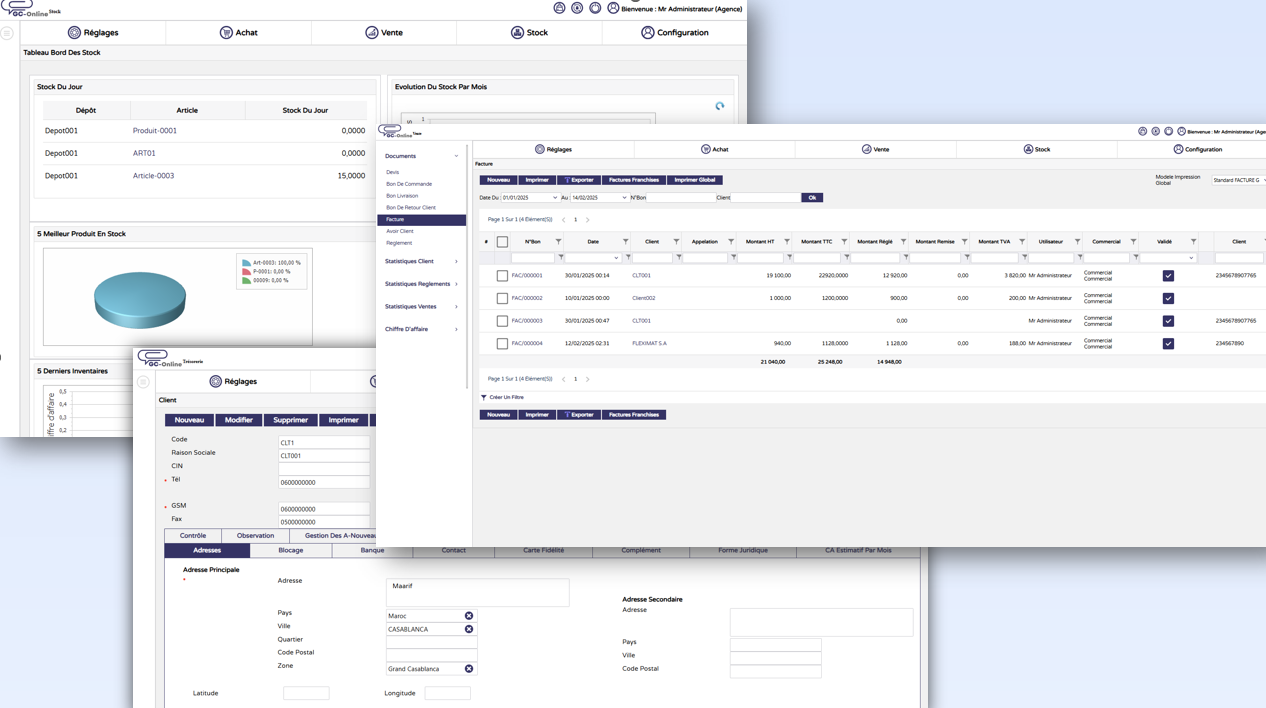 GC-Online Stock
Bienvenue : Mr Administrateur (Agence)
Réglages
Achat
Vente
Stock
Configuration
Tableau Bord Des Stock
Stock Du Jour
Dépôt Article Stock Du Jour
Depot001 Produit-0001 0,0000
Depot001 ART01 0,0000
Depot001 Article-0003 15,0000
Evolution Du Stock Par Mois
1
5 Meilleur Produit En Stock
Art-0003: 100,00 %
P-0001: 0,00 %
00009: 0,00 %
5 Derniers Inventaires
0,5
0,4
0,3
0,2
ffre d'affaire
GC-Online
Bienvenue : Mr Administrateur (Age
Réglages
Achat
Vente
Stock
Configuration
Documents
Devis
Bon De Commande
Bon Livraison
Bon De Retour Client
Facture
Avoir Client
Reglement
Statistiques Client
Statistiques Reglements
Statistiques Ventes
Chiffre D'affaire
Facture
Nouveau Imprimer Exporter Factures Franchises Imprimer Global
Modele Impression
Global
Standard FACTURE G
Date Du : 01/01/2025 Au : 14/02/2025 N°Bon Client Ok
Page 1 Sur 1 (4 Elément(S)) 1
# N°Bon Date Client Appelation Montant HT Montant TTC Montant Réglé Montant Remise Montant TVA Utilisateur Commercial Validé Client
FAC/000001 30/01/2025 00:14 CLT001 19 100,00 22920,0000 12 920,00 0,00 3 820,00 Mr Administrateur Commercial Commercial 2345678907765
FAC/000002 10/01/2025 00:00 Client002 1 000,00 1200,0000 900,00 0,00 200,00 Mr Administrateur Commercial Commercial
FAC/000003 30/01/2025 00:47 CLT001 0,00 Mr Administrateur Commercial Commercial 2345678907765
FAC/000004 12/02/2025 02:31 FLEXIMAT S.A 940,00 1128,0000 1 128,00 0,00 188,00 Mr Administrateur Commercial Commercial 234567890
21 040,00 25 248,00 14 948,00
Page 1 Sur 1 (4 Elément(S)) 1
Créer Un Filtre
Nouveau Imprimer Exporter Factures Franchises
GC-Online Trésorerie
Réglages
Client
Nouveau Modifier Supprimer Imprimer
Code CLT1
Raison Sociale CLT001
CIN
* Tél 0600000000
* GSM 0600000000
Fax 0500000000
Contrôle Observation Gestion Des A-Nouveau
Adresses Blocage Banque Contact Carte Fidélité Complément Forme Juridique CA Estimatif Par Mois
Adresse Principale
*
Adresse Maarif
Pays Maroc
Ville CASABLANCA
Quartier
Code Postal
Zone Grand Casablanca
Latitude
Longitude
Adresse Secondaire
Adresse
Pays
Ville
Code Postal